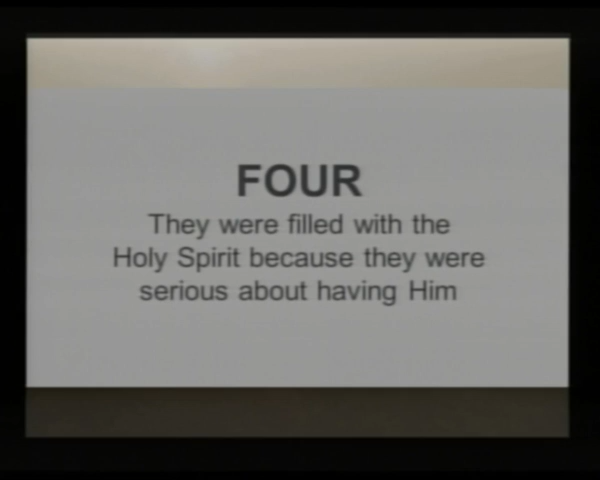 FOUR
They were filled with the
Holy Spirit because they were
serious about having Him